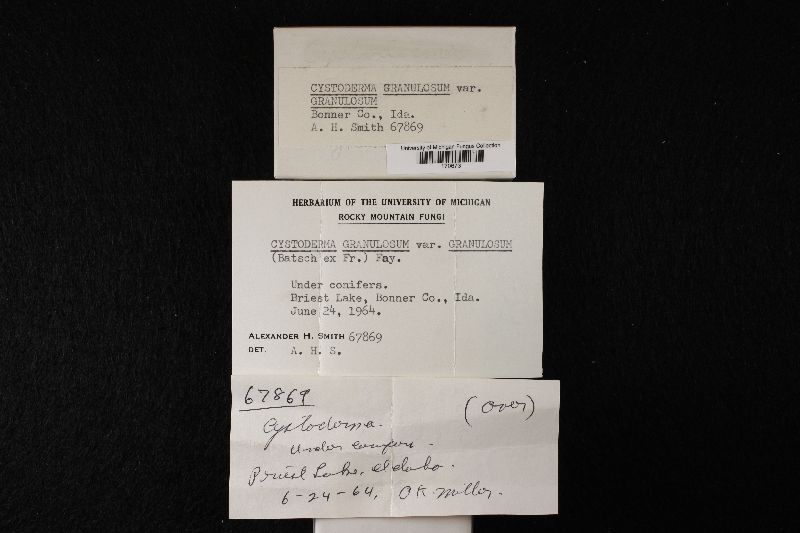 CYSTODERMA GRANULOSUM var.
GRANULOSUM
Bonner Co., Ida.
A. H. Smith 67869
University of Michigan Fungus Collection
170673
HERBARIUM OF THE UNIVERSITY OF MICHIGAN
ROCKY MOUNTAIN FUNGI
CYSTODERMA GRANULOSUM var. GRANULOSUM
(Batsch ex Fr.) Fay.
Under conifers.
Priest Lake, Bonner Co., Ida.
June 24, 1964.
ALEXANDER H. SMITH 67869
DET. A. H. S.
67869
(over)
Cystoderma.
Under conifers.
Priest Lake, Idaho.
6-24-64, O K. Miller.